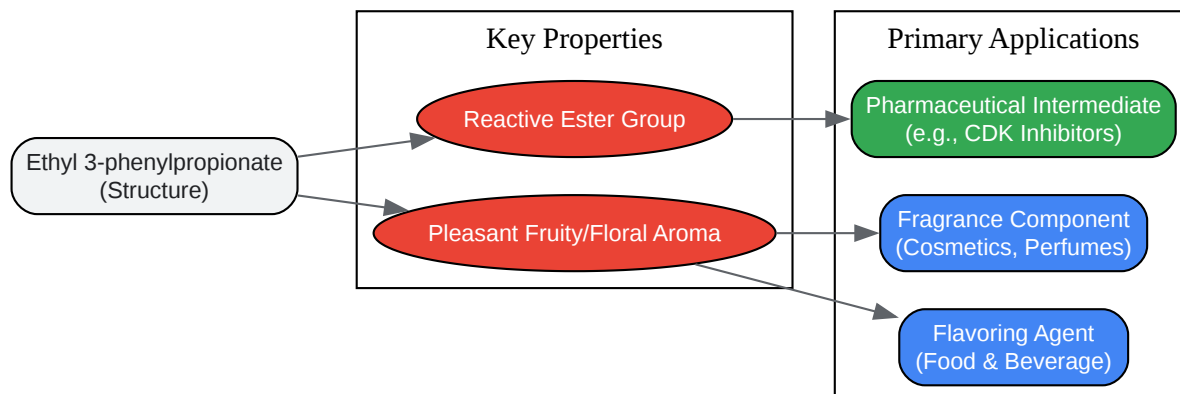 Key Properties
Primary Applications
Ethyl 3-phenylpropionate
(Structure)
Reactive Ester Group
Pleasant Fruity/Floral Aroma
Pharmaceutical Intermediate
(e.g., CDK Inhibitors)
Fragrance Component
(Cosmetics, Perfumes)
Flavoring Agent
(Food & Beverage)